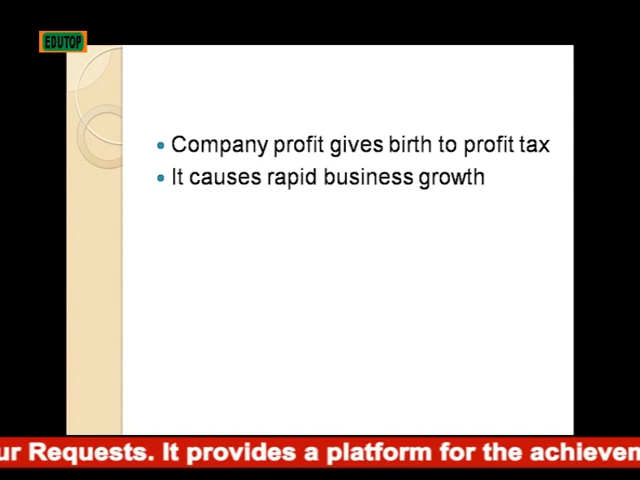 EDUTOP
Company profit gives birth to profit tax
It causes rapid business growth
ur Requests. It provides a platform for the achievem